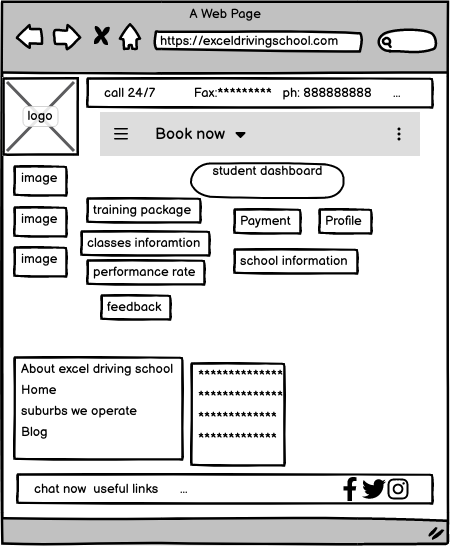 A Web Page
https://exceldrivingschool.com
call 24/7 Fax:********* ph: 888888888 ...
logo
Book now
image
student dashboard
training package
image
Payment
Profile
classes inforamtion
image
performance rate
school information
feedback
About excel driving school
Home
suburbs we operate
Blog
**************
**************
*************
*************
chat now useful links ...